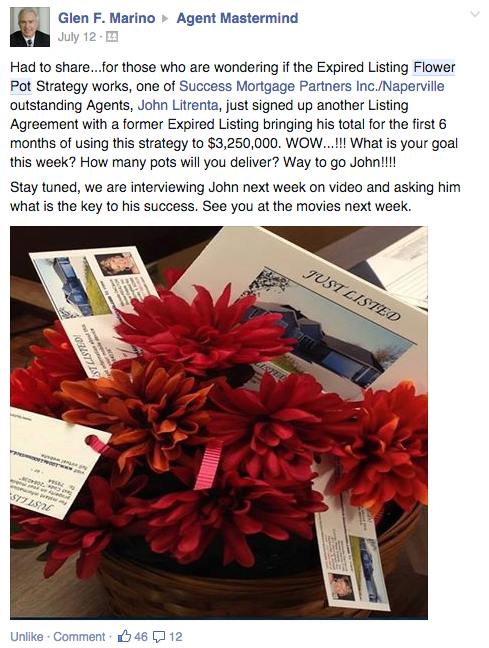 Glen F. Marino ▸ Agent Mastermind
July 12 ·
Had to share...for those who are wondering if the Expired Listing Flower
Pot Strategy works, one of Success Mortgage Partners Inc./Naperville
outstanding Agents, John Litrenta, just signed up another Listing
Agreement with a former Expired Listing bringing his total for the first 6
months of using this strategy to $3,250,000. WOW...!!! What is your goal
this week? How many pots will you deliver? Way to go John!!!!
Stay tuned, we are interviewing John next week on video and asking him
what is the key to his success. See you at the movies next week.
JUST LISTED
JUST LISTED!
Unlike · Comment · 46 12